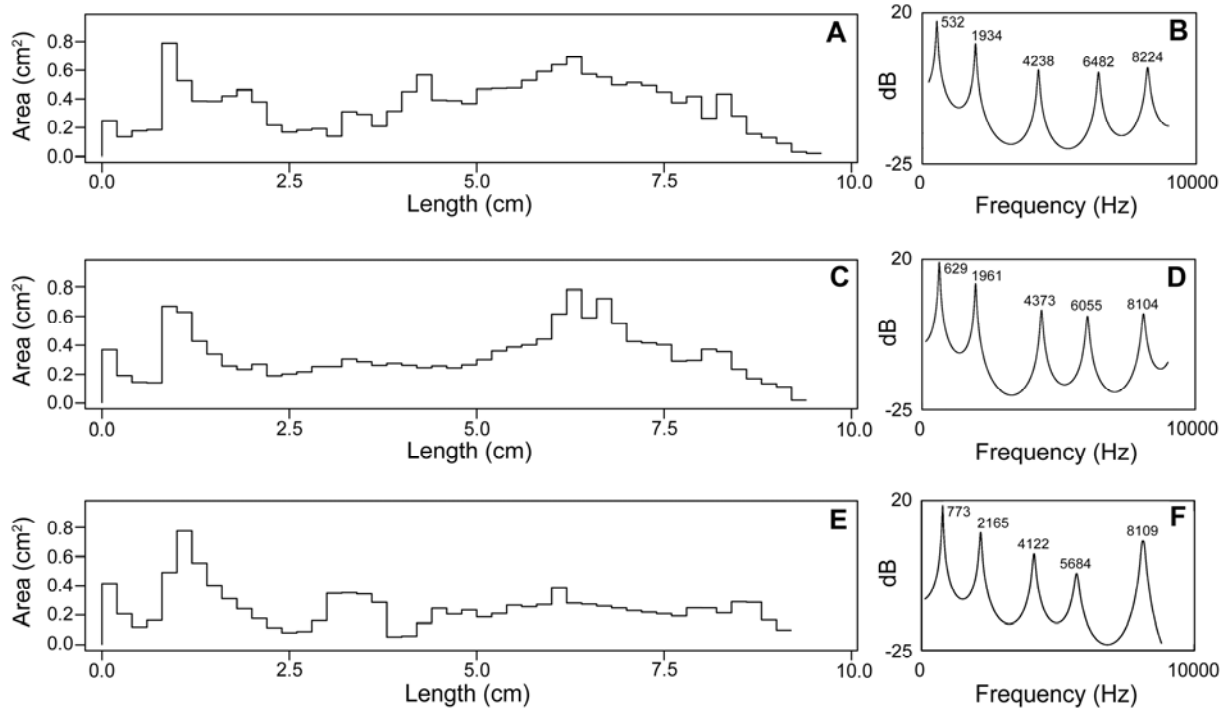 A
Area (cm²)
0.8
0.6
0.4
0.2
0.0
0.0 2.5 5.0 7.5 10.0
Length (cm)
B
dB
20
-25
532
1934
4238
6482
8224
0 10000
Frequency (Hz)
C
Area (cm²)
0.8
0.6
0.4
0.2
0.0
0.0 2.5 5.0 7.5 10.0
Length (cm)
D
dB
20
-25
629
1961
4373
6055
8104
0 10000
Frequency (Hz)
E
Area (cm²)
0.8
0.6
0.4
0.2
0.0
0.0 2.5 5.0 7.5 10.0
Length (cm)
F
dB
20
-25
773
2165
4122
5684
8109
0 10000
Frequency (Hz)